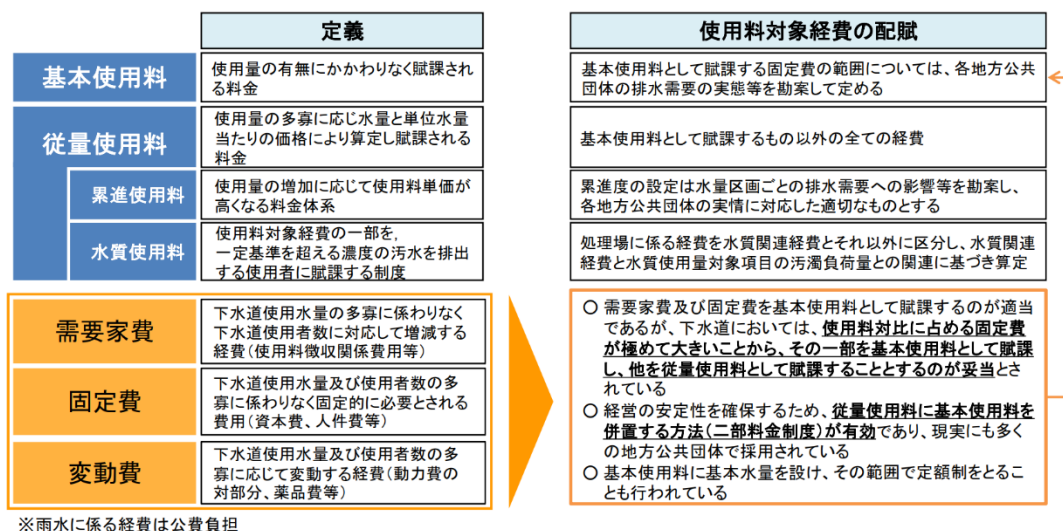 定義
使用料対象経費の配賦
基本使用料
使用量の有無にかかわりなく賦課され
る料金
基本使用料として賦課する固定費の範囲については、各地方公共
団体の排水需要の実態等を勘案して定める
従量使用料
使用量の多寡に応じ水量と単位水量
当たりの価格により算定し賦課される
料金
基本使用料として賦課するもの以外の全ての経費
累進使用料
使用量の増加に応じて使用料単価が
高くなる料金体系
累進度の設定は水量区画ごとの排水需要への影響等を勘案し、
各地方公共団体の実情に対応した適切なものとする
水質使用料
使用料対象経費の一部を,
一定基準を超える濃度の汚水を排出
する使用者に賦課する制度
処理場に係る経費を水質関連経費とそれ以外に区分し、水質関連
経費と水質使用量対象項目の汚濁負荷量との関連に基づき算定
需要家費
下水道使用水量の多寡に係わりなく
下水道使用者数に対応して増減する
経費(使用料徴収関係費用等)
固定費
下水道使用水量及び使用者数の多
寡に係わりなく固定的に必要とされる
費用(資本費、人件費等)
変動費
下水道使用水量及び使用者数の多
寡に応じて変動する経費(動力費の
対部分、薬品費等)
○ 需要家費及び固定費を基本使用料として賦課するのが適当
であるが、下水道においては、使用料対比に占める固定費
が極めて大きいことから、その一部を基本使用料として賦課
し、他を従量使用料として賦課することとするのが妥当とさ
れている
○ 経営の安定性を確保するため、従量使用料に基本使用料を
併置する方法(二部料金制度)が有効であり、現実にも多く
の地方公共団体で採用されている
○ 基本使用料に基本水量を設け、その範囲で定額制をとるこ
とも行われている
※雨水に係る経費は公費負担